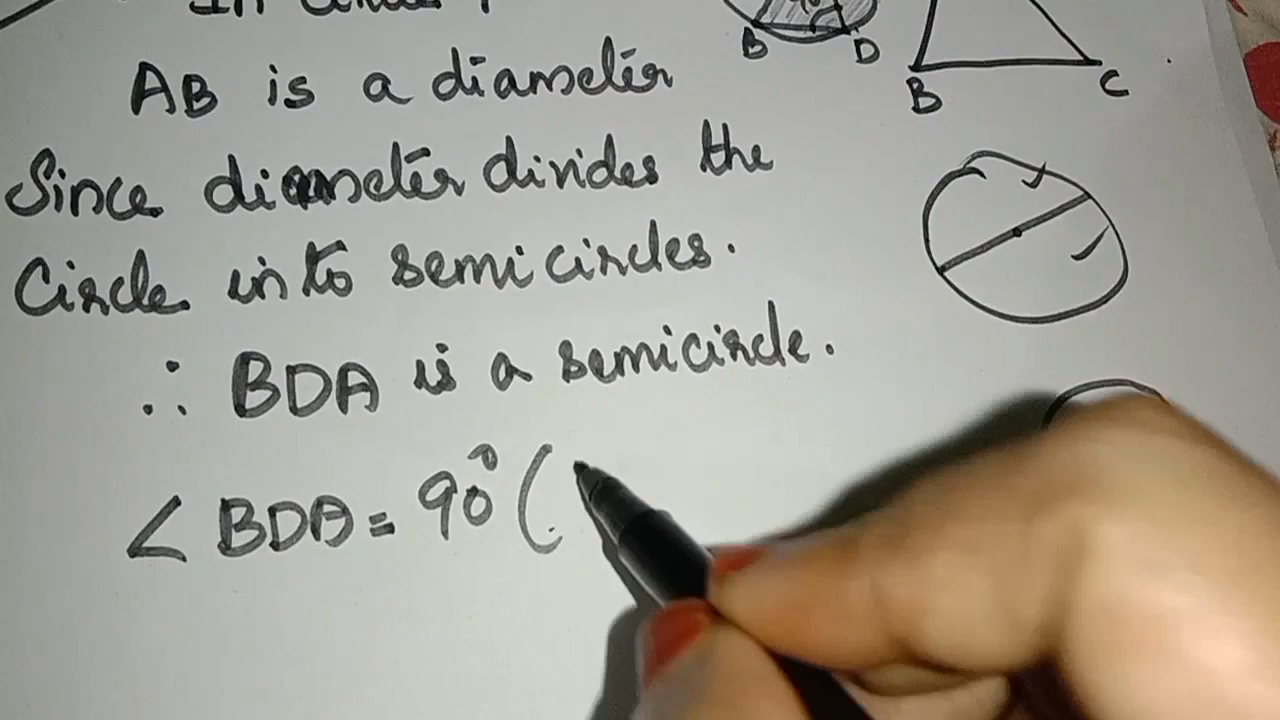 B D
B C
AB is a diameter
Since diameter divides the
Circle into semicircles.
∴ BDA is a semicircle.
∠BDA = 90° (